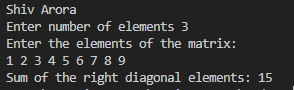 Shiv Arora
Enter number of elements 3
Enter the elements of the matrix:
1 2 3 4 5 6 7 8 9
Sum of the right diagonal elements: 15